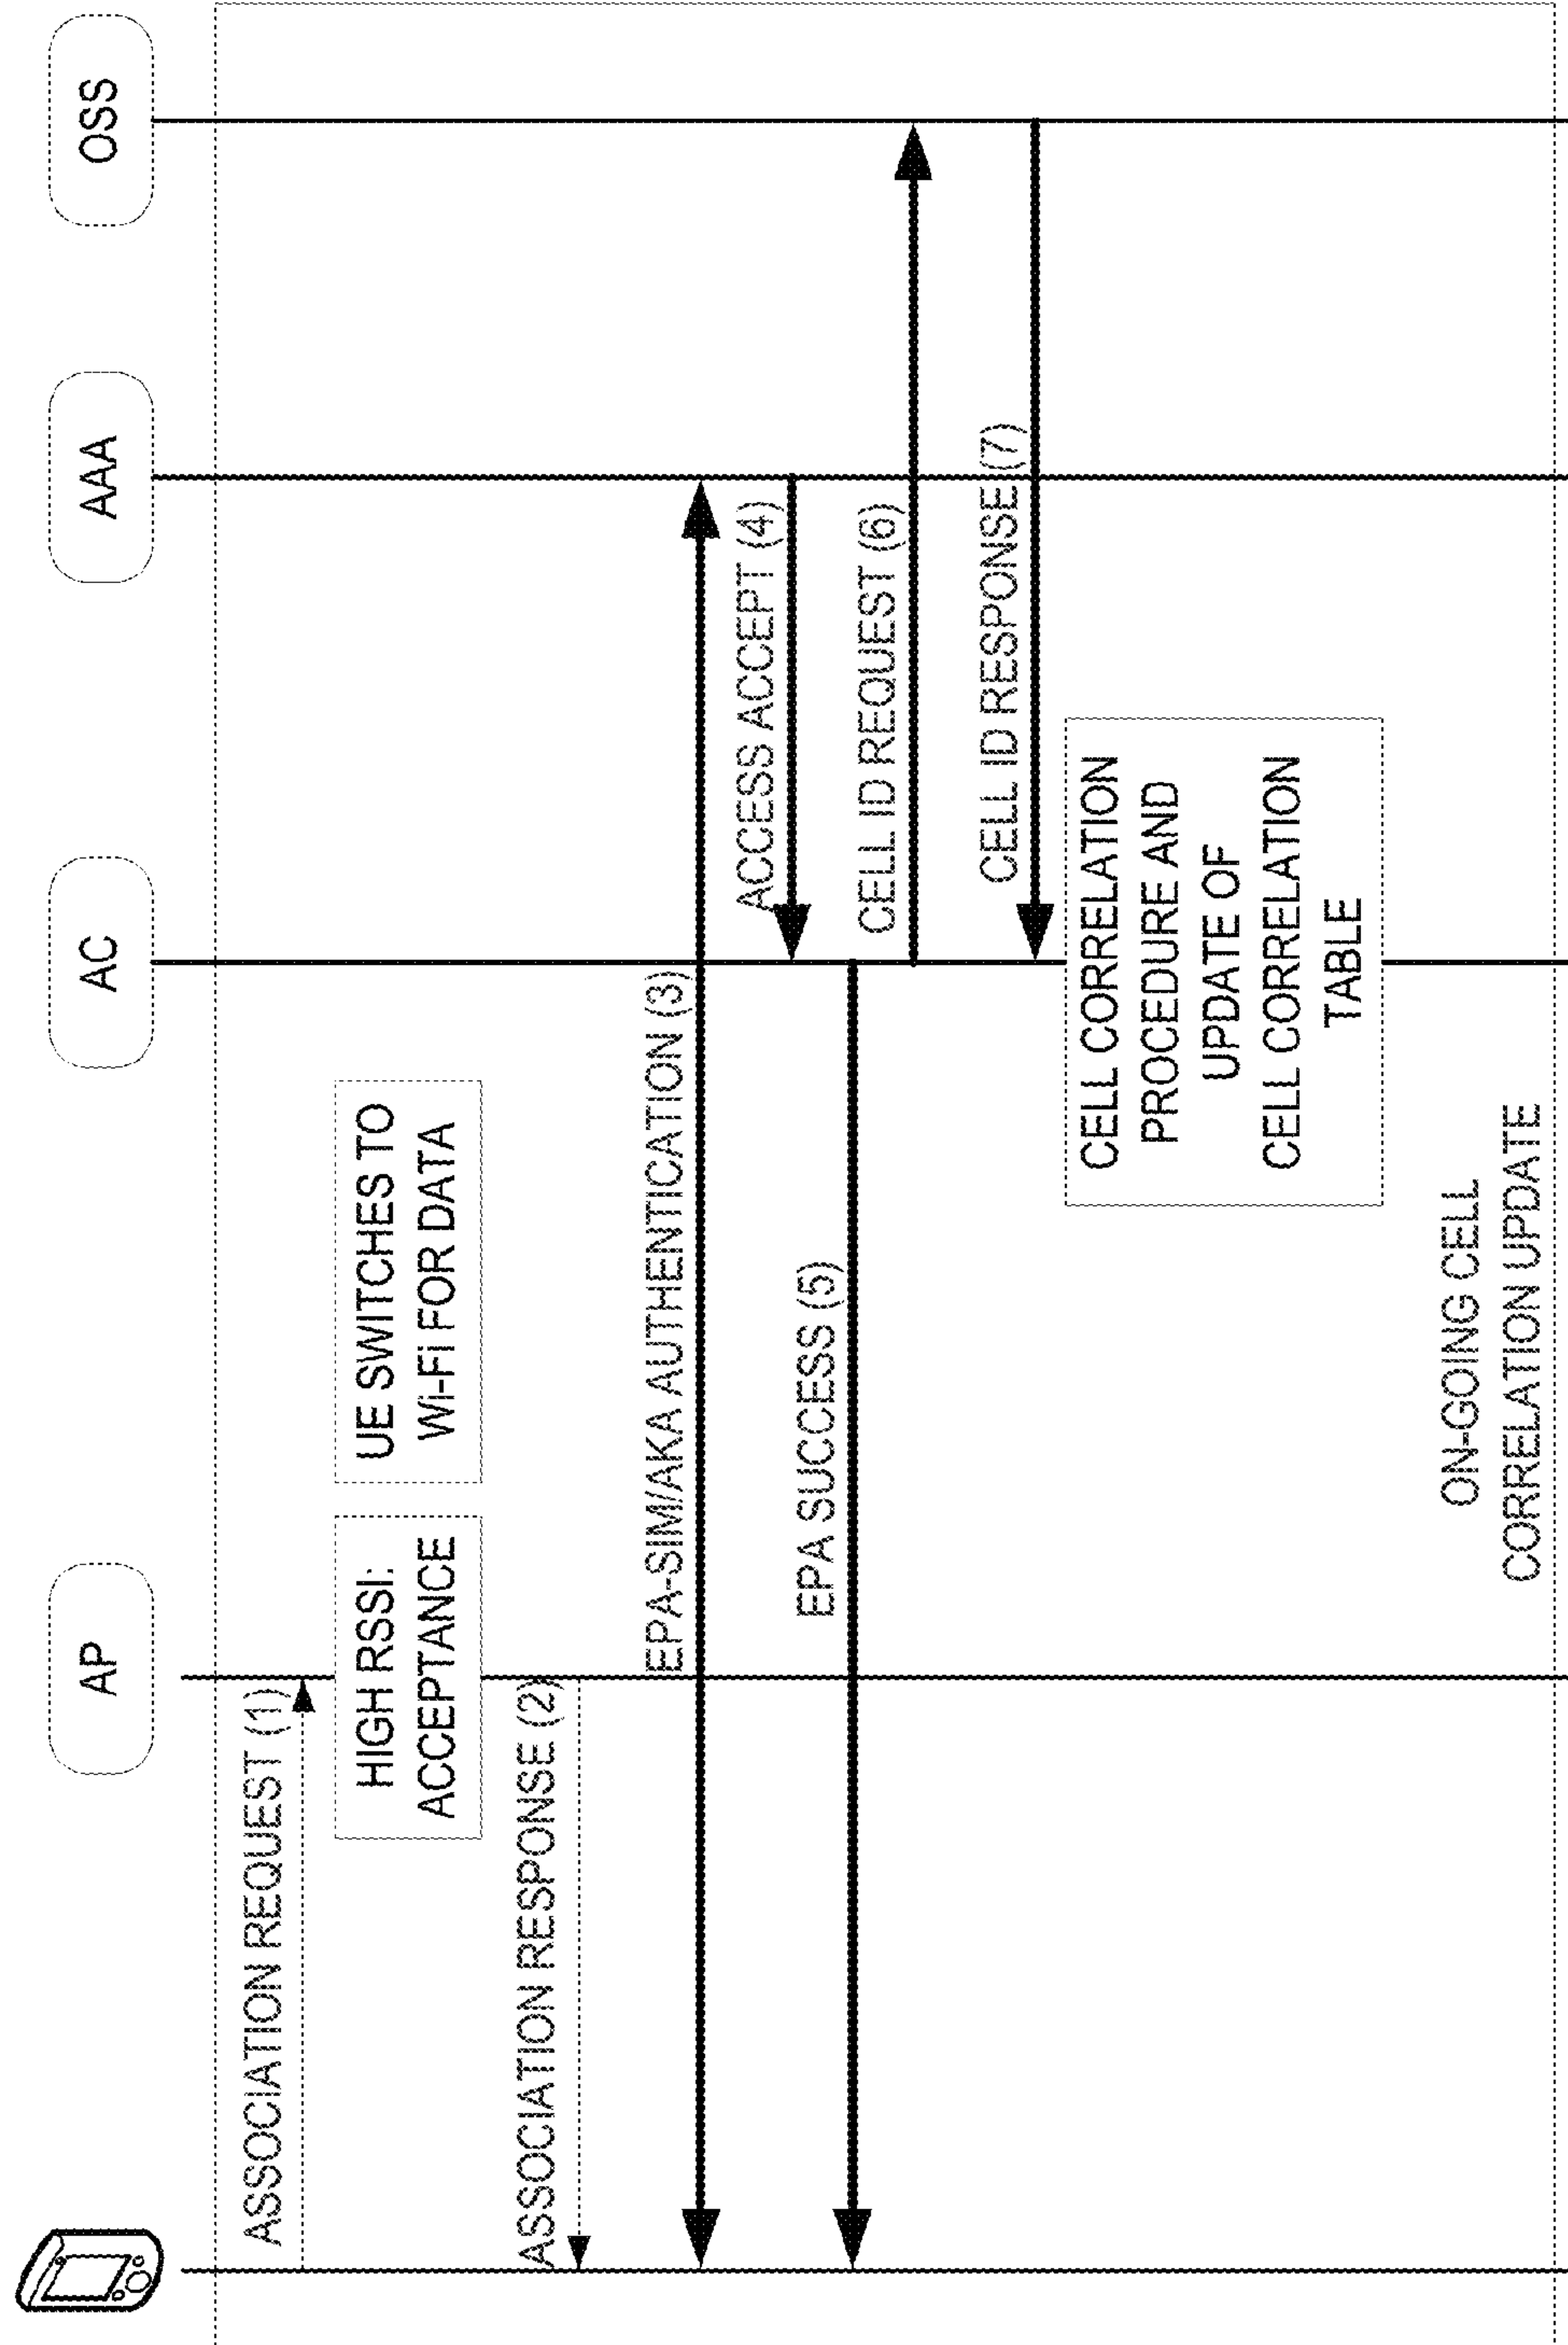 AP
AC
AAA
OSS
ASSOCIATION REQUEST (1)
HIGH RSSI:
ACCEPTANCE
UE SWITCHES TO
Wi-Fi FOR DATA
ASSOCIATION RESPONSE (2)
EPA-SIM/AKA AUTHENTICATION (3)
ACCESS ACCEPT (4)
EPA SUCCESS (5)
CELL ID REQUEST (6)
CELL ID RESPONSE (7)
CELL CORRELATION
PROCEDURE AND
UPDATE OF
CELL CORRELATION
TABLE
ON-GOING CELL
CORRELATION UPDATE